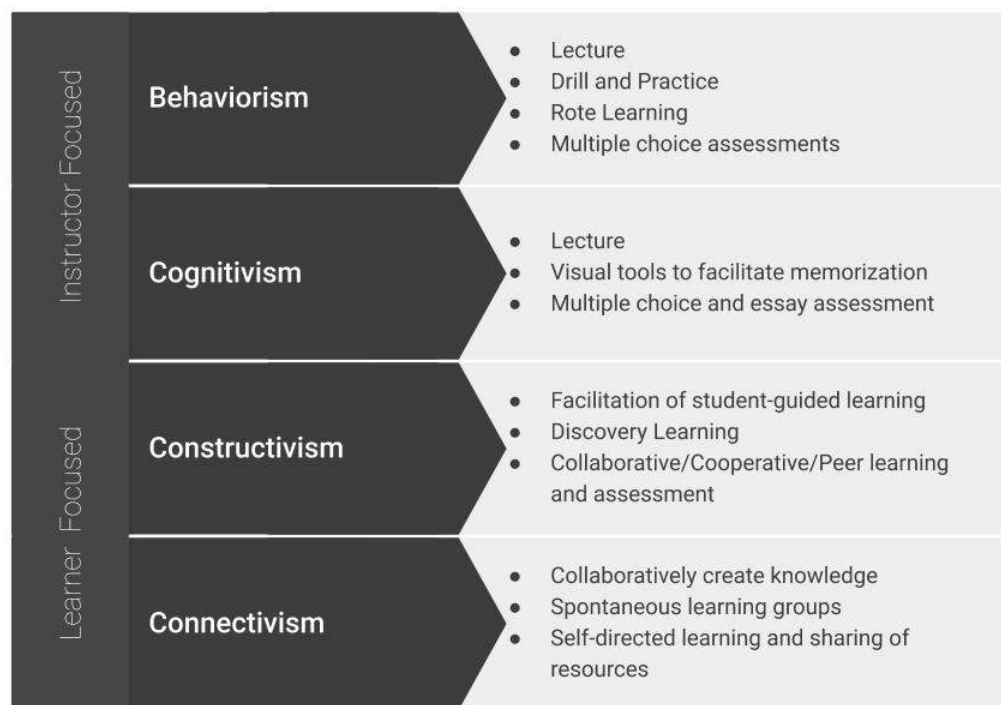 Instructor Focused
Behaviorism
● Lecture
● Drill and Practice
● Rote Learning
● Multiple choice assessments
Cognitivism
● Lecture
● Visual tools to facilitate memorization
● Multiple choice and essay assessment
Learner Focused
Constructivism
● Facilitation of student-guided learning
● Discovery Learning
● Collaborative/Cooperative/Peer learning
and assessment
Connectivism
● Collaboratively create knowledge
● Spontaneous learning groups
● Self-directed learning and sharing of
resources